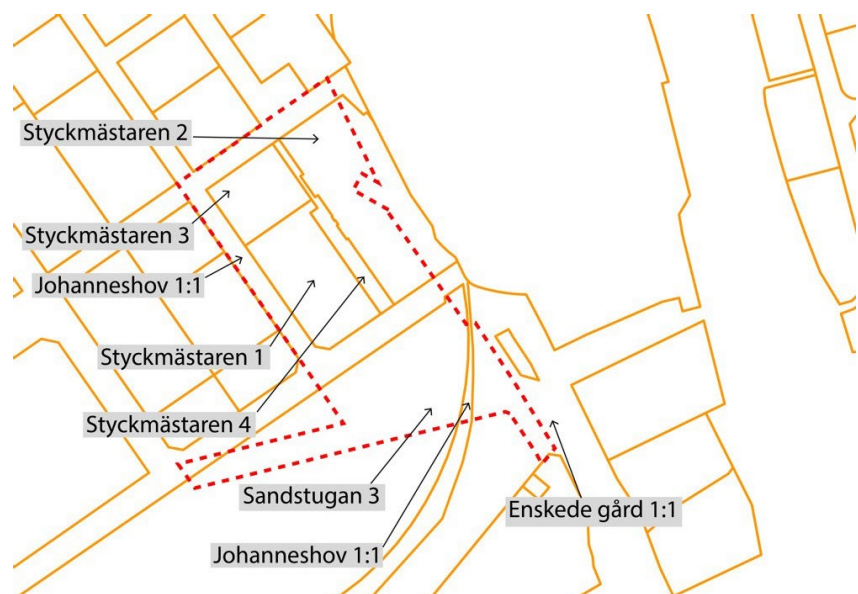 Styckmästaren 2
Styckmästaren 3
Johanneshov 1:1
Styckmästaren 1
Styckmästaren 4
Sandstugan 3
Enskede gård 1:1
Johanneshov 1:1